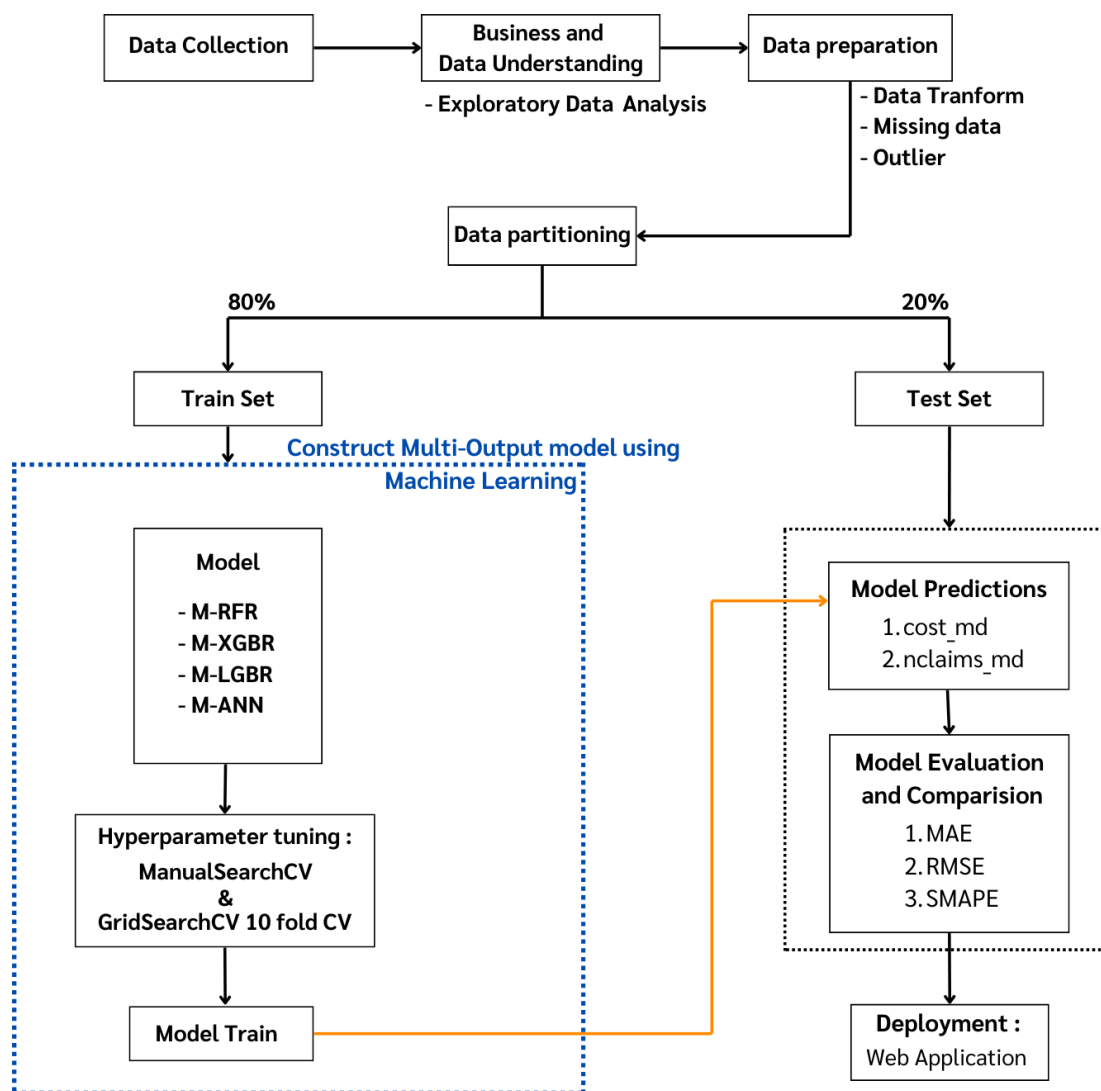 Data Collection
Business and
Data Understanding
- Exploratory Data Analysis
Data preparation
- Data Tranform
- Missing data
- Outlier
Data partitioning
80%
20%
Train Set
Test Set
Construct Multi-Output model using
Machine Learning
Model
- M-RFR
- M-XGBR
- M-LGBR
- M-ANN
Hyperparameter tuning :
ManualSearchCV
&
GridSearchCV 10 fold CV
Model Train
Model Predictions
1. cost_md
2. nclaims_md
Model Evaluation
and Comparision
1. MAE
2. RMSE
3. SMAPE
Deployment :
Web Application